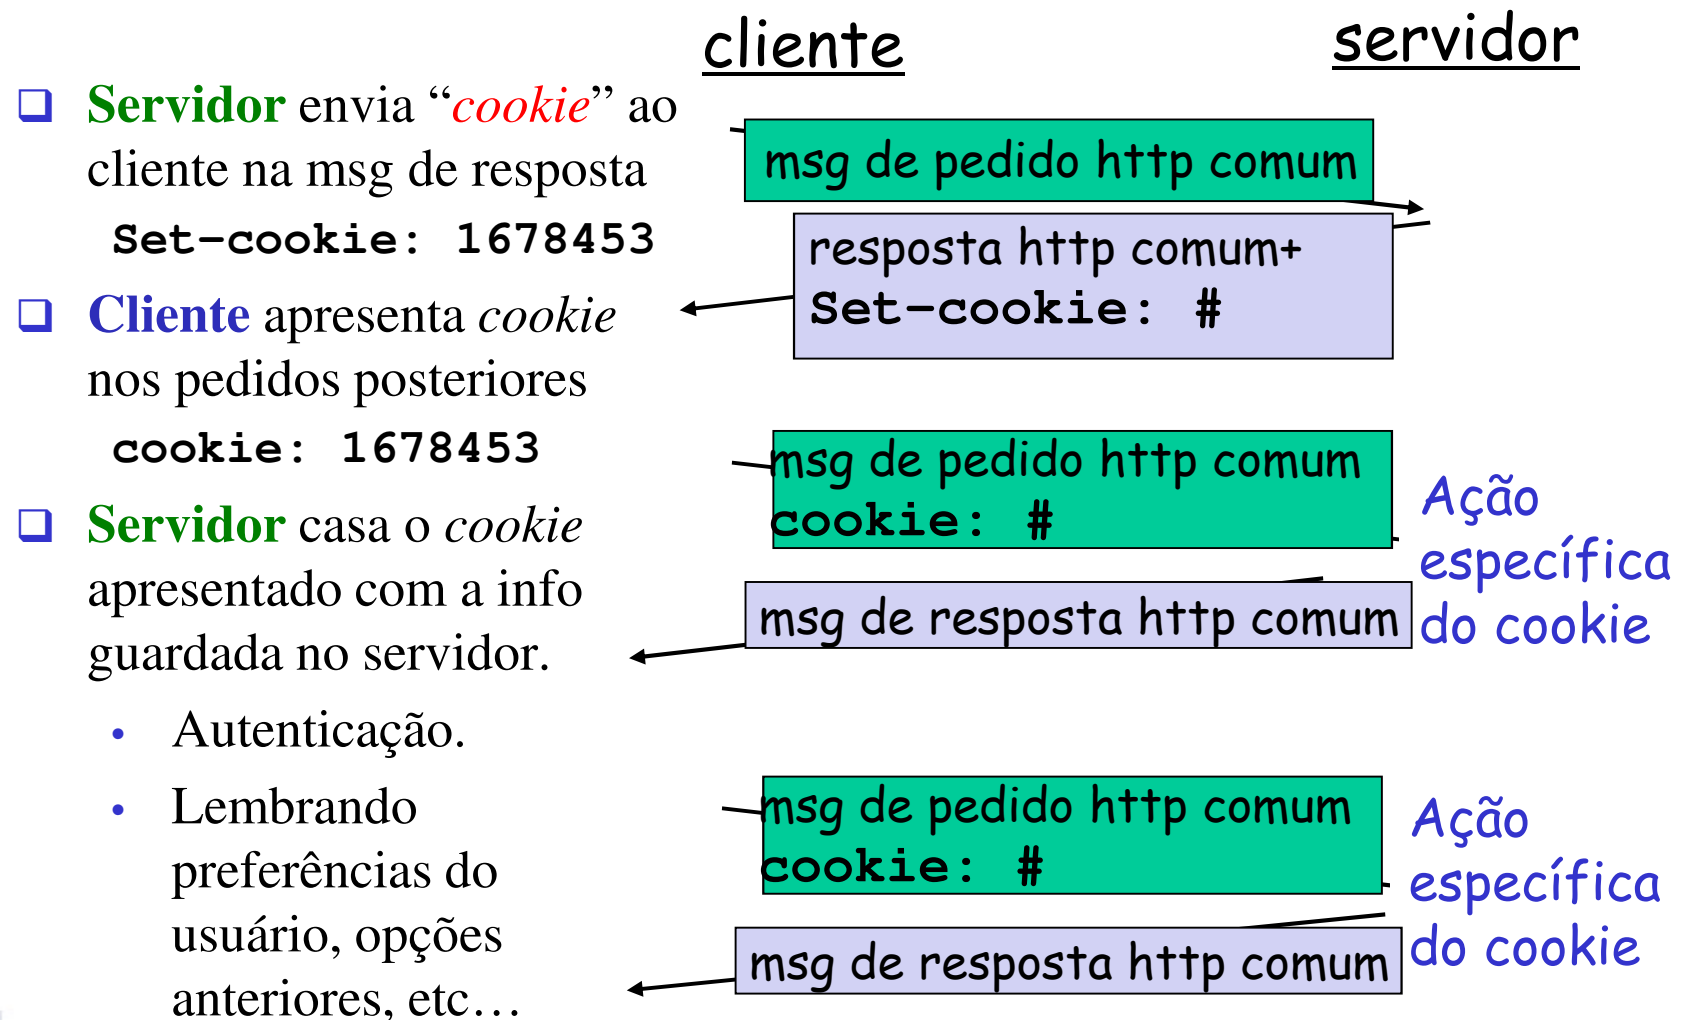 cliente
servidor
Servidor envia “cookie” ao
cliente na msg de resposta
Set-cookie: 1678453
Cliente apresenta cookie
nos pedidos posteriores
cookie: 1678453
Servidor casa o cookie
apresentado com a info
guardada no servidor.
• Autenticação.
• Lembrando
preferências do
usuário, opções
anteriores, etc…
msg de pedido http comum
resposta http comum+
Set-cookie: #
msg de pedido http comum
cookie: #
msg de resposta http comum
Ação
específica
do cookie
msg de pedido http comum
cookie: #
msg de resposta http comum
Ação
específica
do cookie